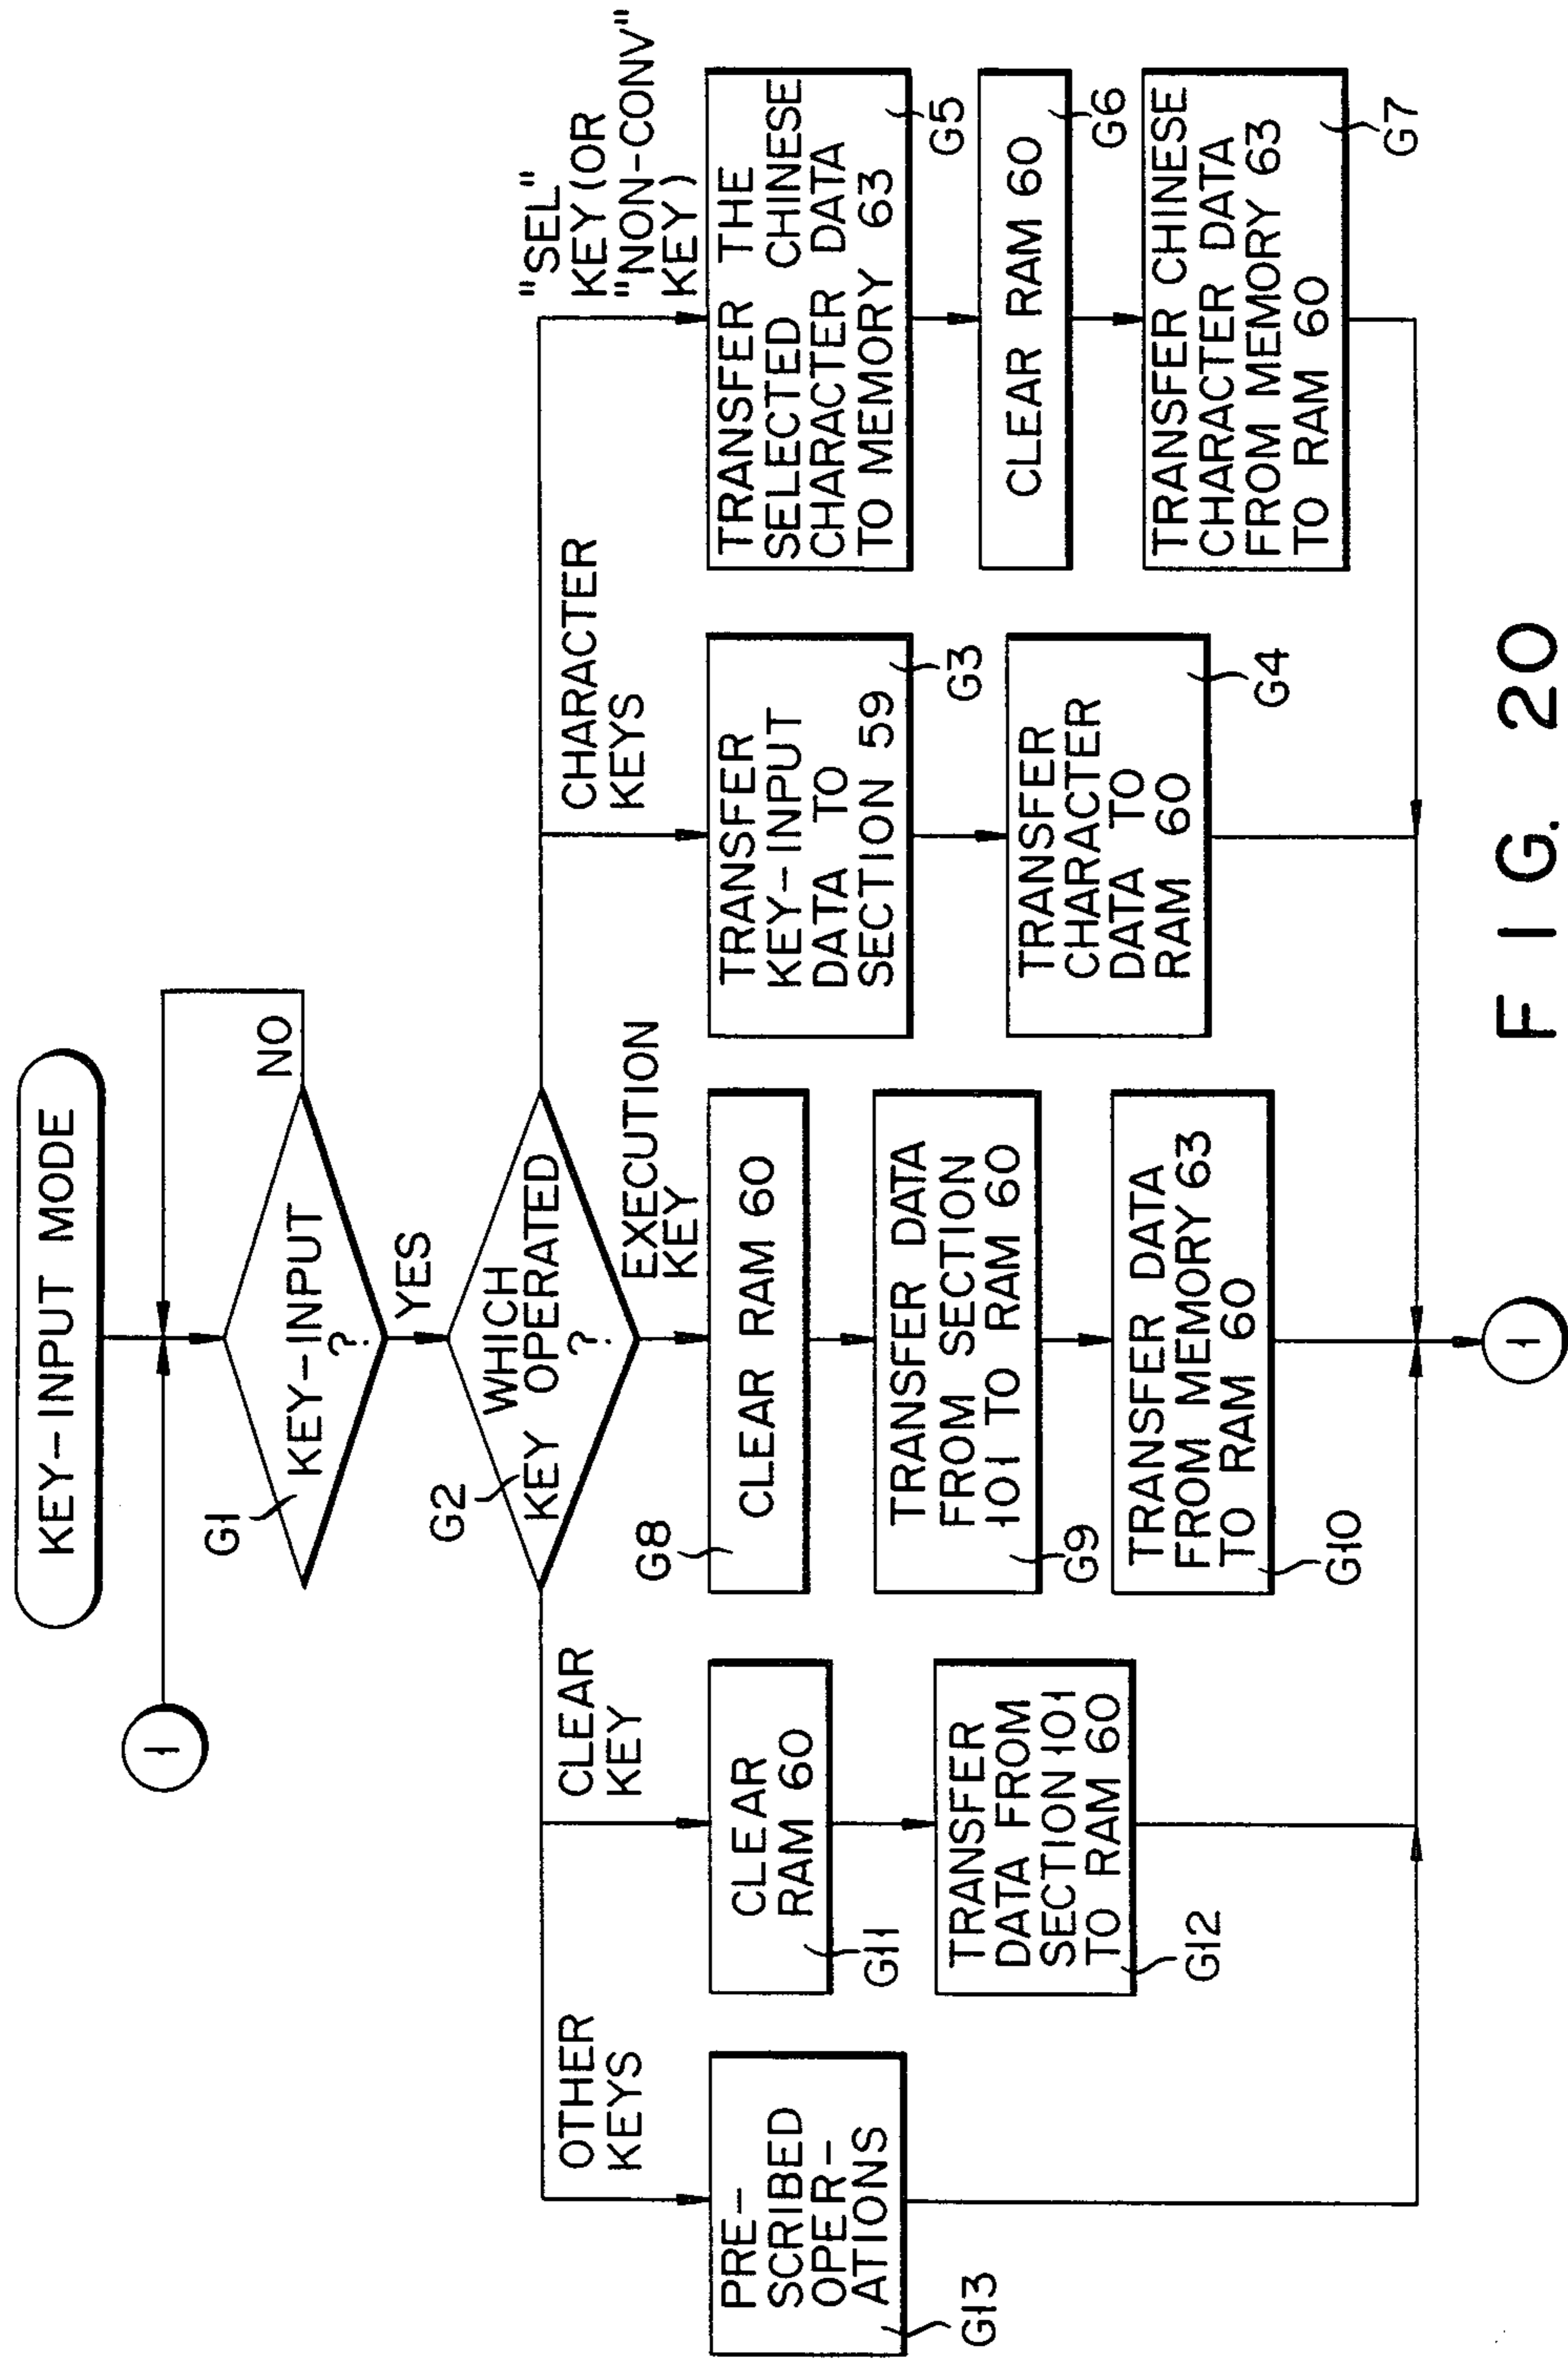 KEY-INPUT MODE
1
G1
KEY-INPUT
?
NO
YES
G2
WHICH
KEY OPERATED
?
OTHER
KEYS
CLEAR
KEY
EXECUTION
KEY
CHARACTER
KEYS
"SEL"
KEY (OR
"NON-CONV"
KEY)
PRE-
SCRIBED
OPER-
ATIONS
G13
CLEAR
RAM 60
G11
TRANSFER
DATA FROM
SECTION 101
TO RAM 60
G12
G8
CLEAR RAM 60
TRANSFER DATA
FROM SECTION
101 TO RAM 60
G9
TRANSFER DATA
FROM MEMORY 63
TO RAM 60
G10
TRANSFER
KEY-INPUT
DATA TO
SECTION 59
G3
TRANSFER
CHARACTER
DATA TO
RAM 60
G4
TRANSFER THE
SELECTED CHINESE
CHARACTER DATA
TO MEMORY 63
G5
CLEAR RAM 60
G6
TRANSFER CHINESE
CHARACTER DATA
FROM MEMORY 63
TO RAM 60
G7
1
FIG. 20